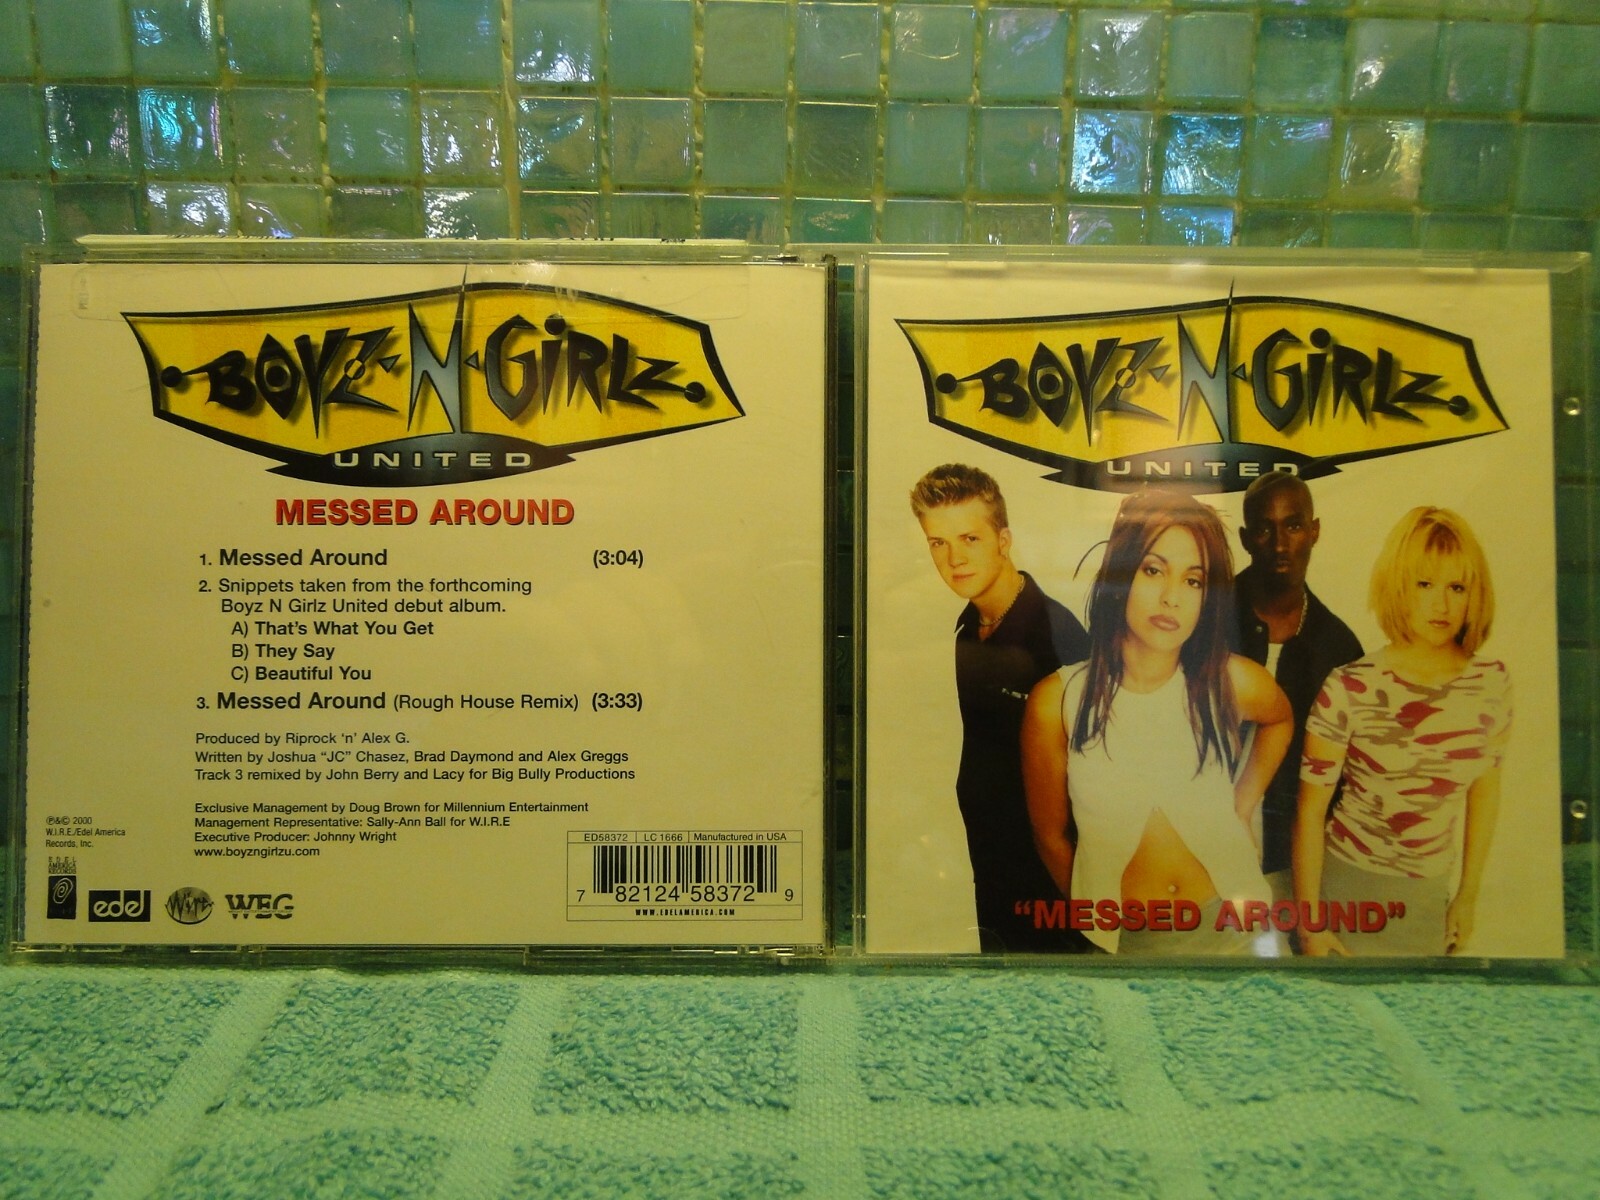 BOYZ-N-GIRLZ
UNITED
MESSED AROUND
1. Messed Around (3:04)
2. Snippets taken from the forthcoming
Boyz N Girlz United debut album.
A) That's What You Get
B) They Say
C) Beautiful You
3. Messed Around (Rough House Remix) (3:33)
Produced by Riprock 'n' Alex G.
Written by Joshua "JC" Chasez, Brad Daymond and Alex Greggs
Track 3 remixed by John Berry and Lacy for Big Bully Productions
Exclusive Management by Doug Brown for Millennium Entertainment
Management Representative: Sally-Ann Ball for W.I.R.E
Executive Producer: Johnny Wright
www.boyzngirlzu.com
℗&© 2000
W.I.R.E./Edel America
Records, Inc.
EDEL
AMERICA
RECORDS
edel
Wire
WEG
ED58372 LC 1666 Manufactured in USA
7 82124 58372 9
WWW.EDELAMERICA.COM
BOYZ-N-GIRLZ
UNITED
"MESSED AROUND"